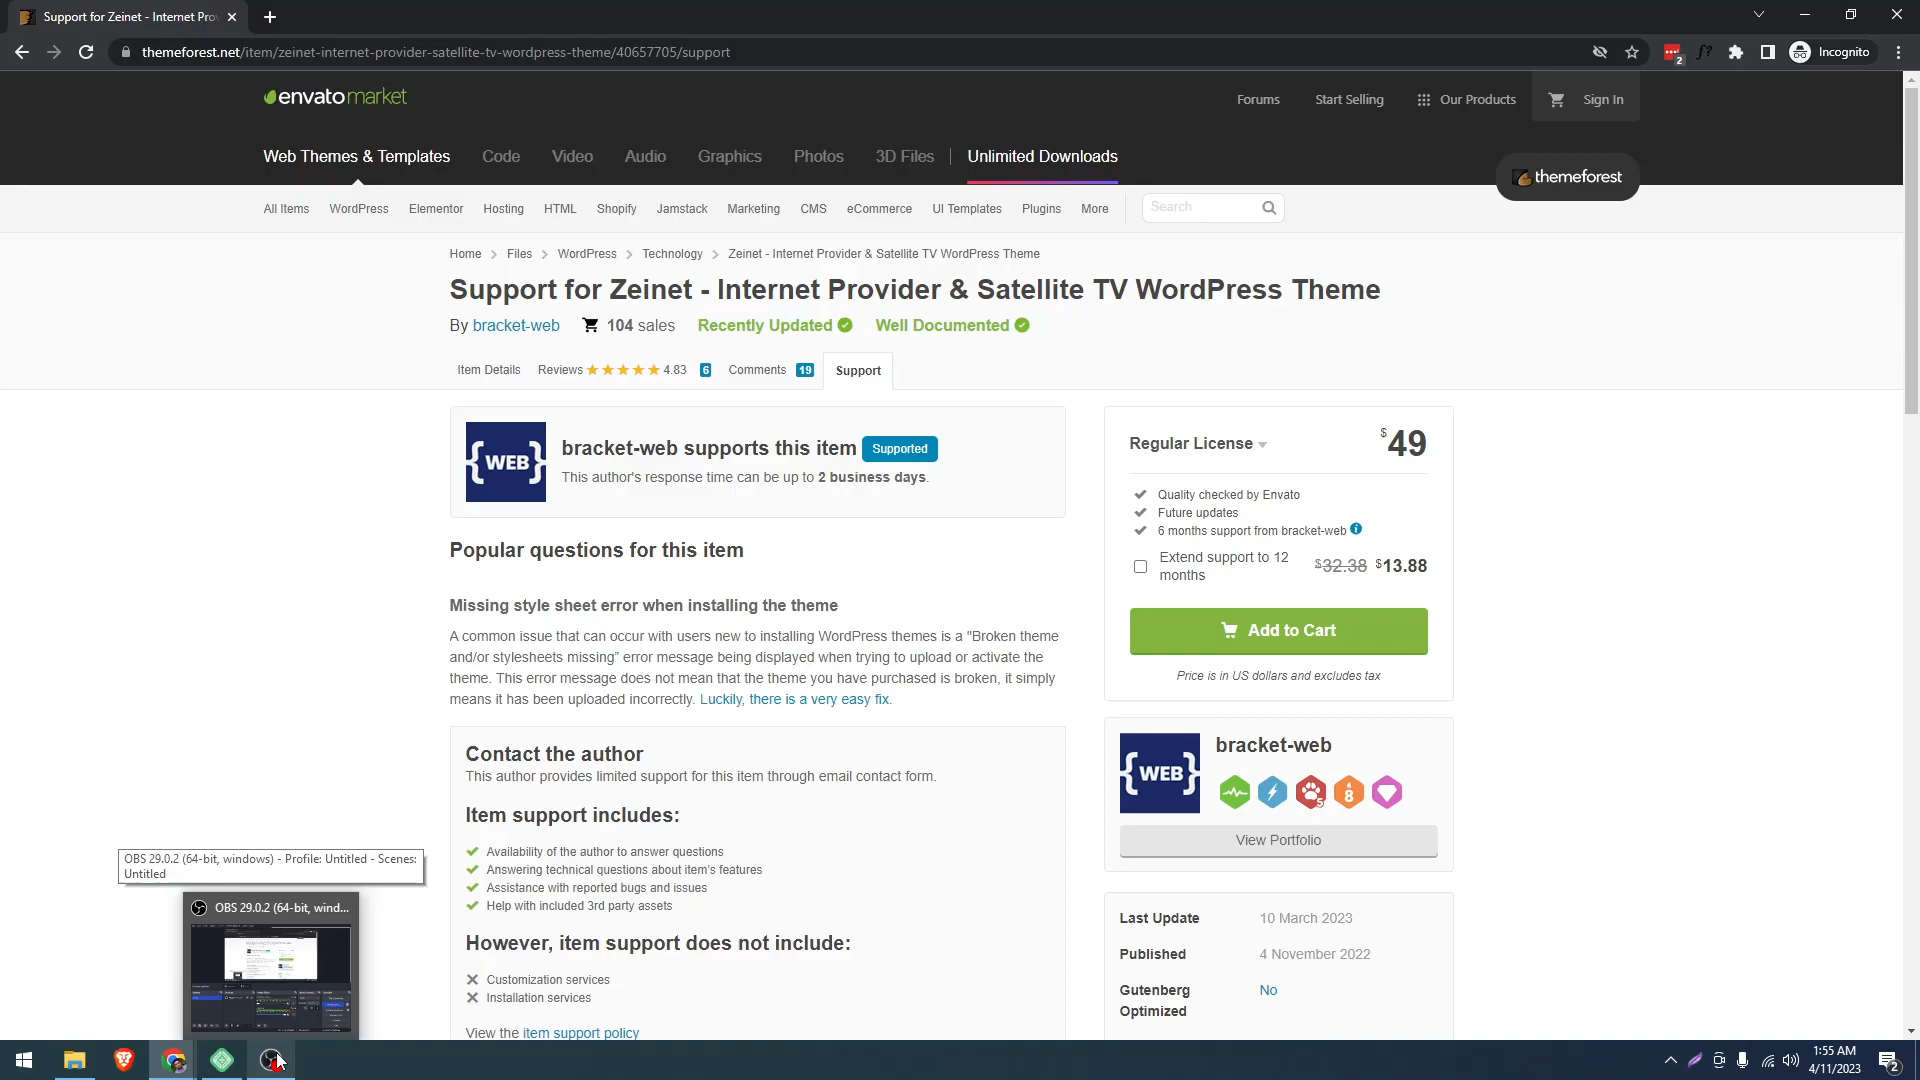 Support for Zeinet - Internet Pro
themeforest.net/item/zeinet-internet-provider-satellite-tv-wordpress-theme/40657705/support
2
f?
Incognito
envatomarket
Forums
Start Selling
Our Products
Sign In
Web Themes & Templates
Code
Video
Audio
Graphics
Photos
3D Files
Unlimited Downloads
themeforest
All Items
WordPress
Elementor
Hosting
HTML
Shopify
Jamstack
Marketing
CMS
eCommerce
UI Templates
Plugins
More
Search
Home
Files
WordPress
Technology
Zeinet - Internet Provider & Satellite TV WordPress Theme
Support for Zeinet - Internet Provider & Satellite TV WordPress Theme
By bracket-web
104 sales
Recently Updated
Well Documented
Item Details
Reviews
4.83
6
Comments
19
Support
{WEB}
bracket-web supports this item
Supported
This author's response time can be up to 2 business days.
Popular questions for this item
Missing style sheet error when installing the theme
A common issue that can occur with users new to installing WordPress themes is a "Broken theme
and/or stylesheets missing” error message being displayed when trying to upload or activate the
theme. This error message does not mean that the theme you have purchased is broken, it simply
means it has been uploaded incorrectly. Luckily, there is a very easy fix.
Contact the author
This author provides limited support for this item through email contact form.
Item support includes:
Availability of the author to answer questions
Answering technical questions about item's features
Assistance with reported bugs and issues
Help with included 3rd party assets
However, item support does not include:
Customization services
Installation services
View the item support policy
Regular License
$49
Quality checked by Envato
Future updates
6 months support from bracket-web
Extend support to 12
months
$32.38
$13.88
Add to Cart
Price is in US dollars and excludes tax
{WEB}
bracket-web
5
8
View Portfolio
Last Update
10 March 2023
Published
4 November 2022
Gutenberg
Optimized
No
OBS 29.0.2 (64-bit, windows) - Profile: Untitled - Scenes:
Untitled
OBS 29.0.2 (64-bit, wind...
1:55 AM
4/11/2023
2